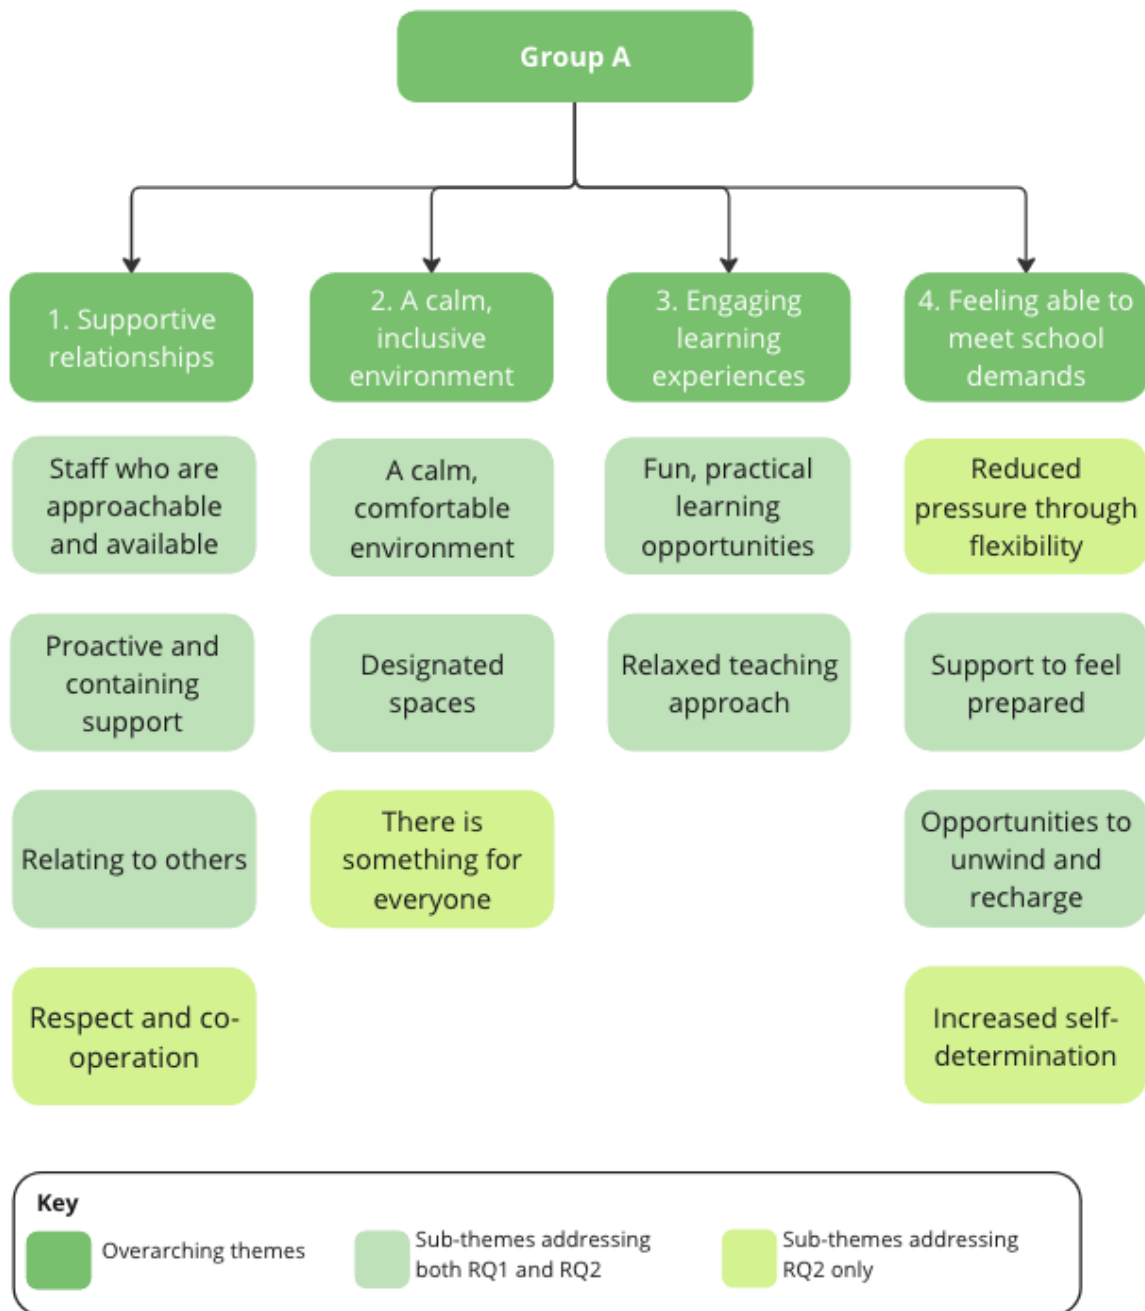 Group A
1. Supportive
relationships
2. A calm,
inclusive
environment
3. Engaging
learning
experiences
4. Feeling able to
meet school
demands
Staff who are
approachable
and available
A calm,
comfortable
environment
Fun, practical
learning
opportunities
Reduced
pressure through
flexibility
Proactive and
containing
support
Designated
spaces
Relaxed teaching
approach
Support to feel
prepared
Relating to others
There is
something for
everyone
Opportunities to
unwind and
recharge
Respect and co-
operation
Increased self-
determination
Key
Overarching themes
Sub-themes addressing
both RQ1 and RQ2
Sub-themes addressing
RQ2 only